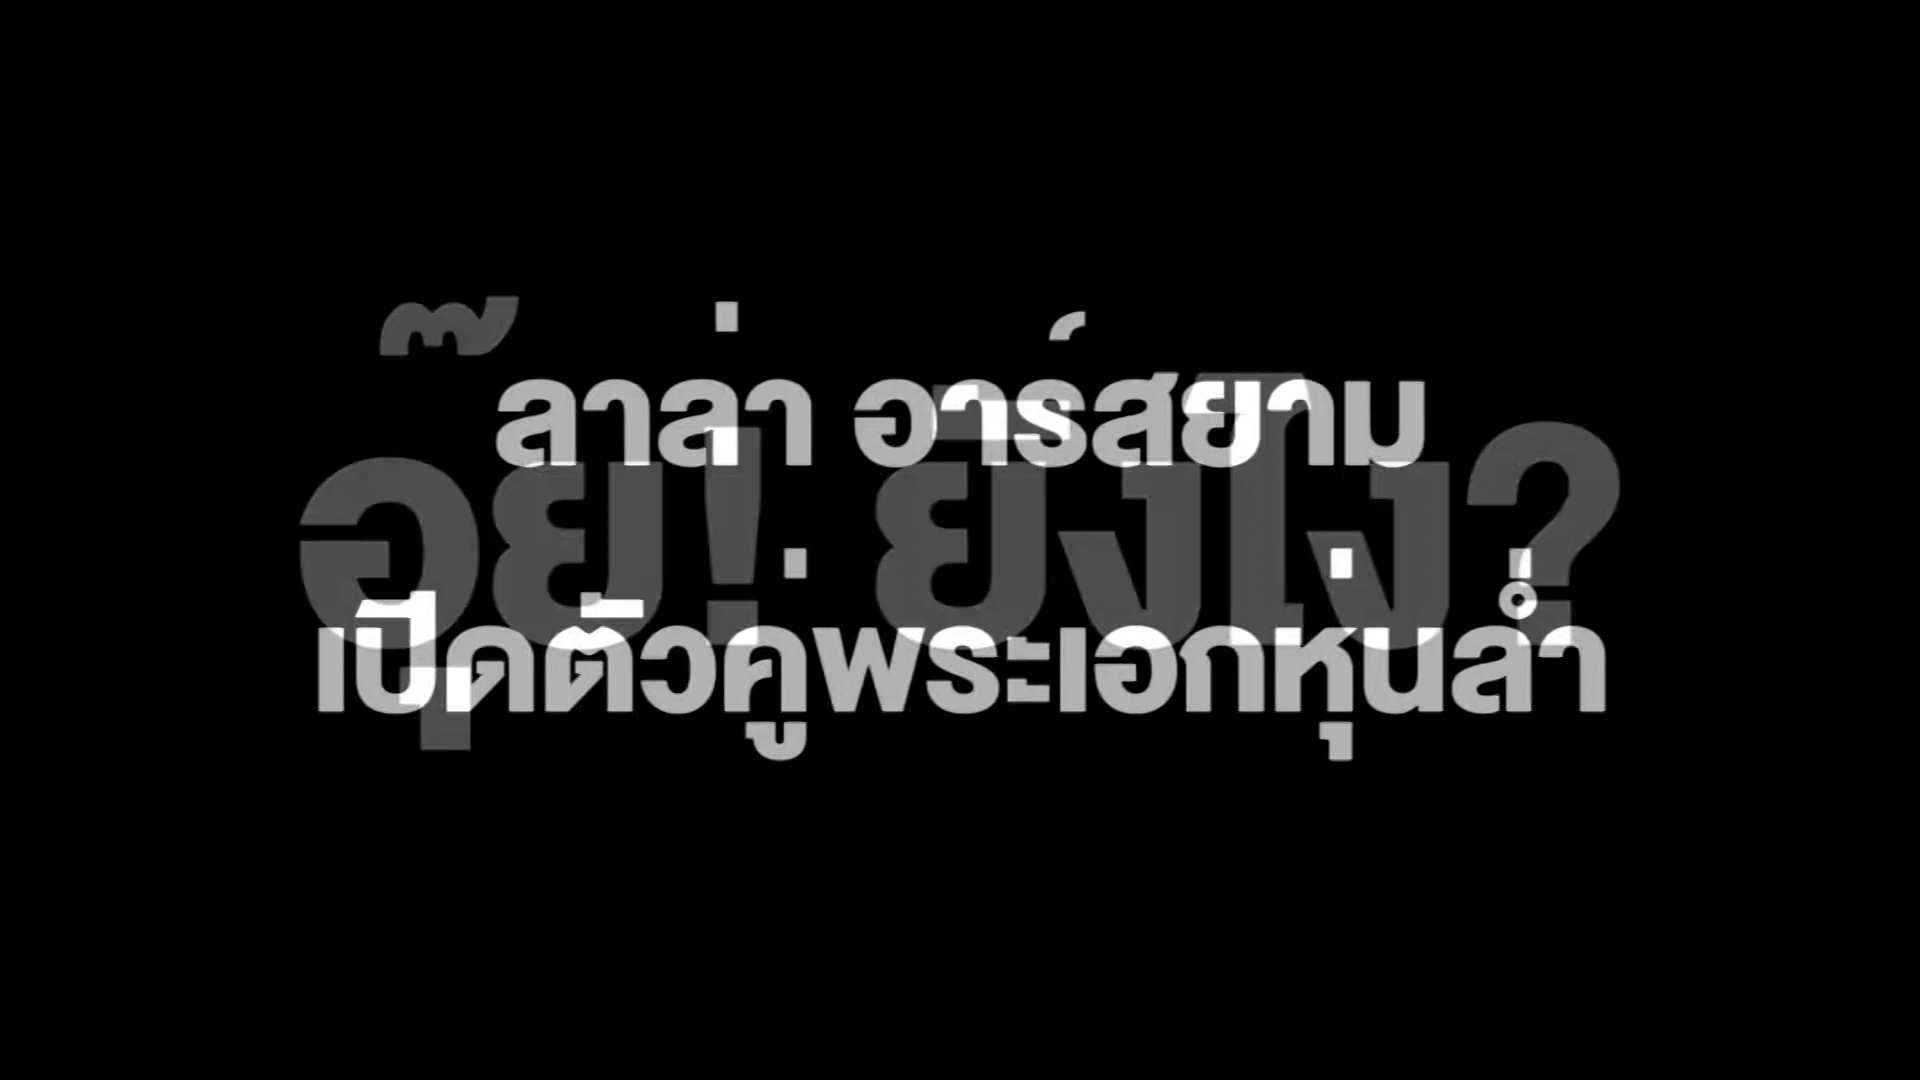 ลาล่า อาร์สยาม
อุ๊ย! ยังไง?
เปิดตัวคู่พระเอกหุ่นล่ำ